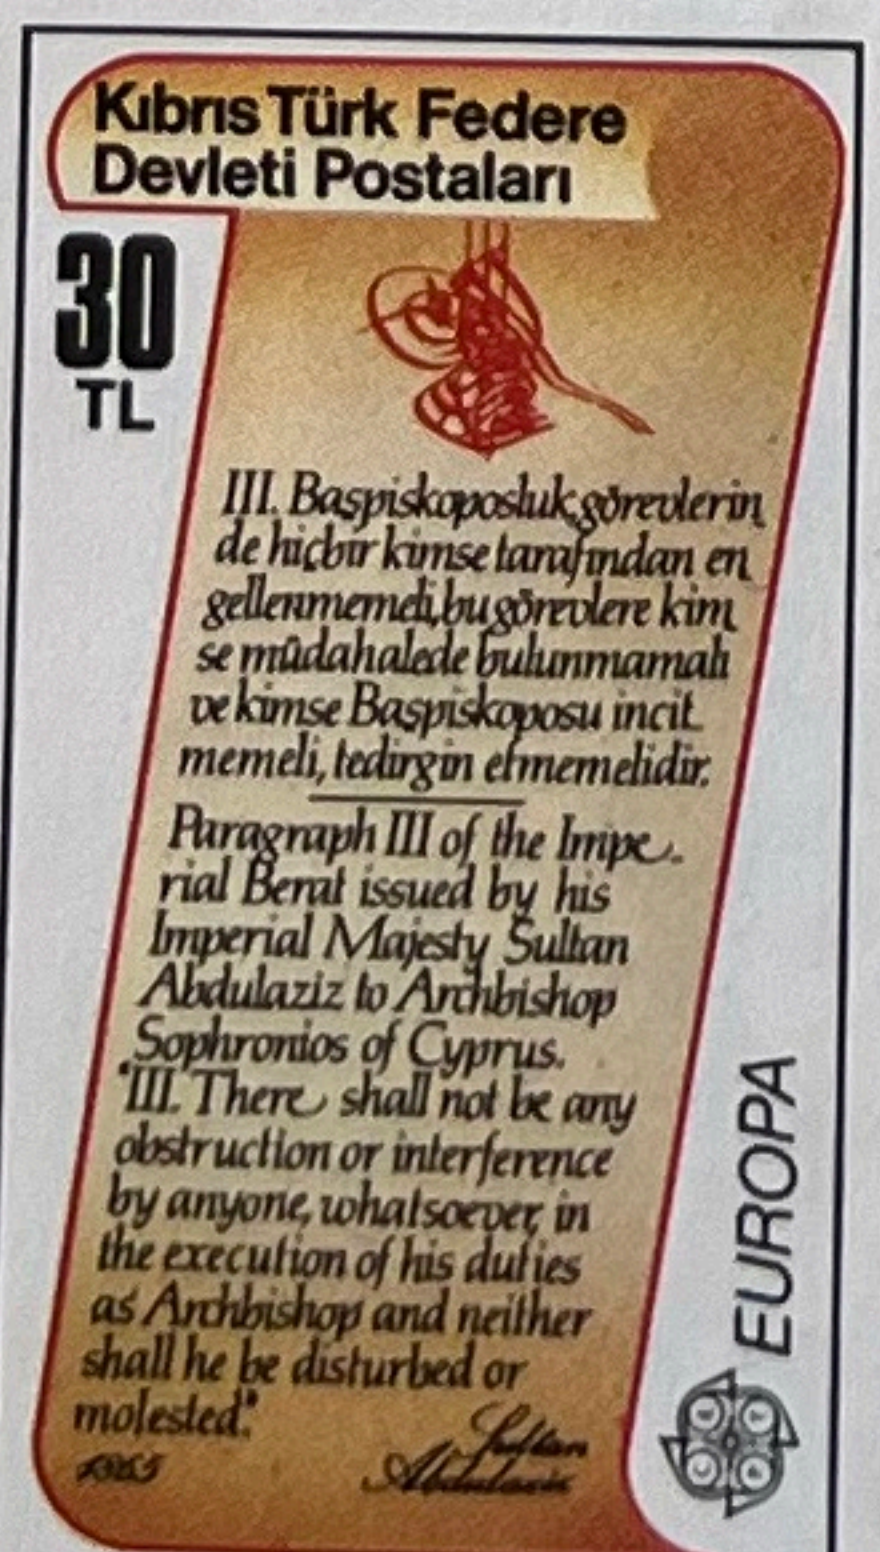 Kıbrıs Türk Federe
Devleti Postaları
30
TL
III. Başpiskoposluk, görevlerin
de hiçbir kimse tarafından en
gellenmemeli, bu görevlere kim
se müdahalede bulunmamalı
ve kimse Başpiskoposu incit
memeli, tedirgin etmemelidir.
Paragraph III of the Impe-
rial Berat issued by his
Imperial Majesty Sultan
Abdulaziz to Archbishop
Sophronios of Cyprus.
"III. There shall not be any
obstruction or interference
by anyone, whatsoever, in
the execution of his duties
as Archbishop and neither
shall he be disturbed or
molested."
1865
Sultan
Abdulaziz
EUROPA